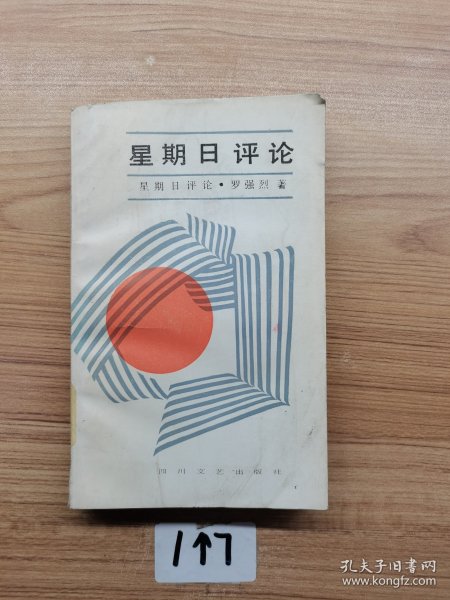 星期日评论
星期日评论·罗强烈 著
四川文艺出版社
1↑7
孔夫子旧书网
www.kongfz.com